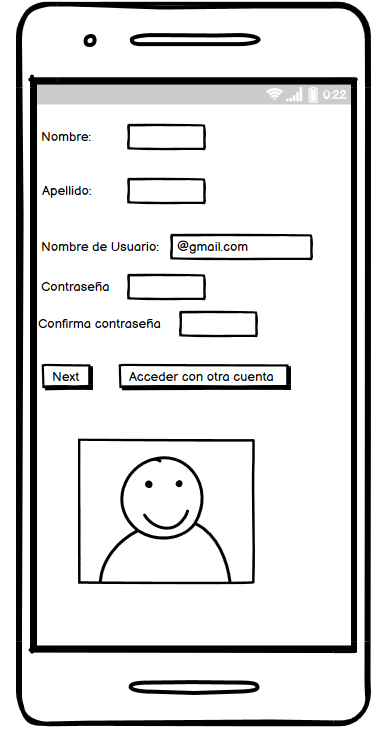 0:22
Nombre:
Apellido:
Nombre de Usuario: @gmail.com
Contraseña
Confirma contraseña
Next Acceder con otra cuenta